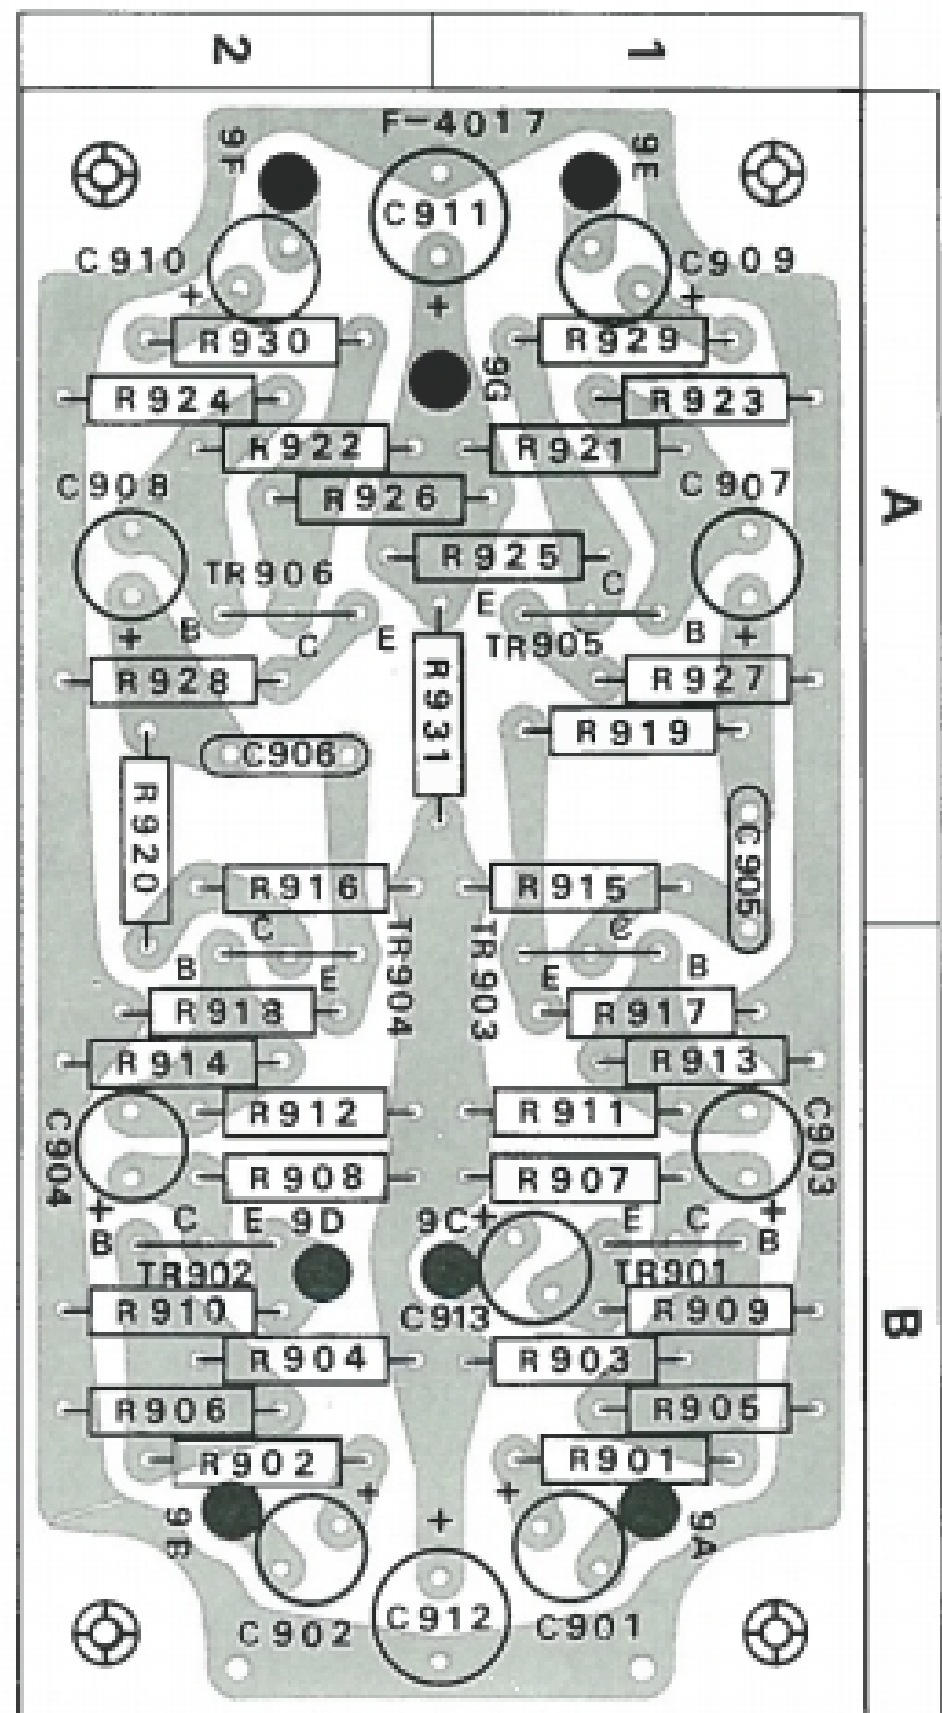 2 1
F-4017
9F 9E
C911
C910 C909
+ + +
R930 R929
9G
R924 R923
R922 R921
C908 C907
R926
A
R925
TR906 C
E
B C E TR905 B
+ +
R928 R931 R927
R919
C906
R920 C905
R916 R915
C C
TR904 TR903
B E E B
R918 R917
R914 R913
R912 R911
C904 C903
R908 R907
+ C E 9D 9C + E C +
B B
TR902 TR901
C913
R910 R909
B
R904 R903
R906 R905
R902 R901
+ + +
9B 9A
C912
C902 C901